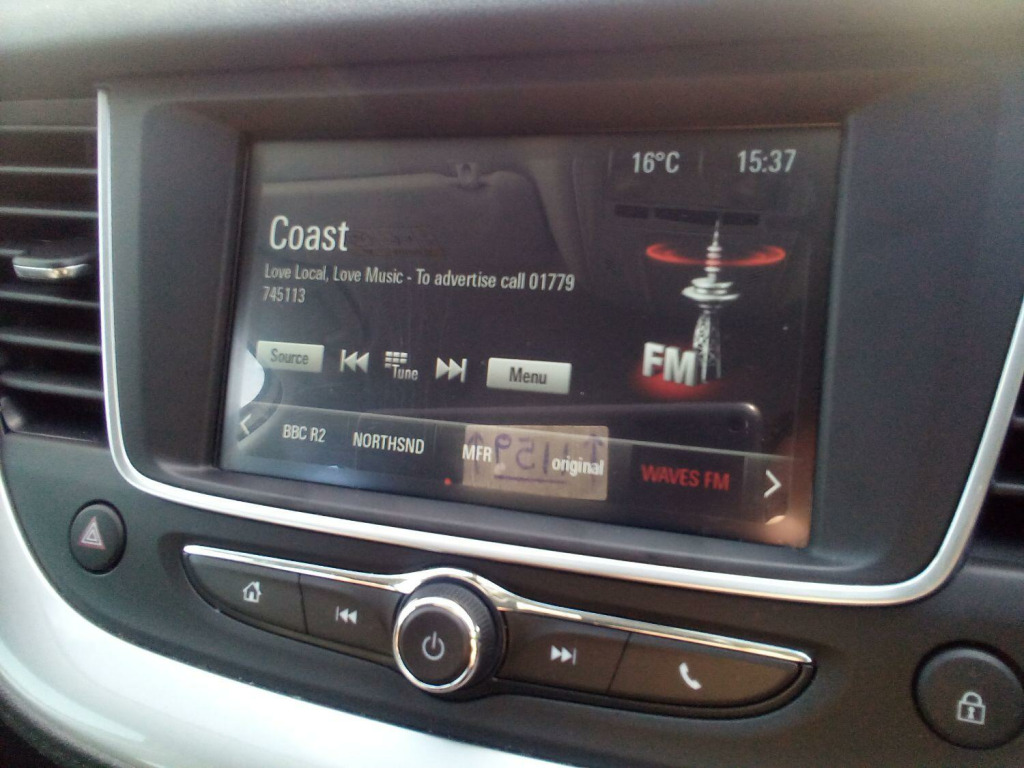 16°C 15:37
Coast
Love Local, Love Music - To advertise call 01779
745113
FM
Source Tune Menu
BBC R2 NORTHSND MFR original WAVES FM